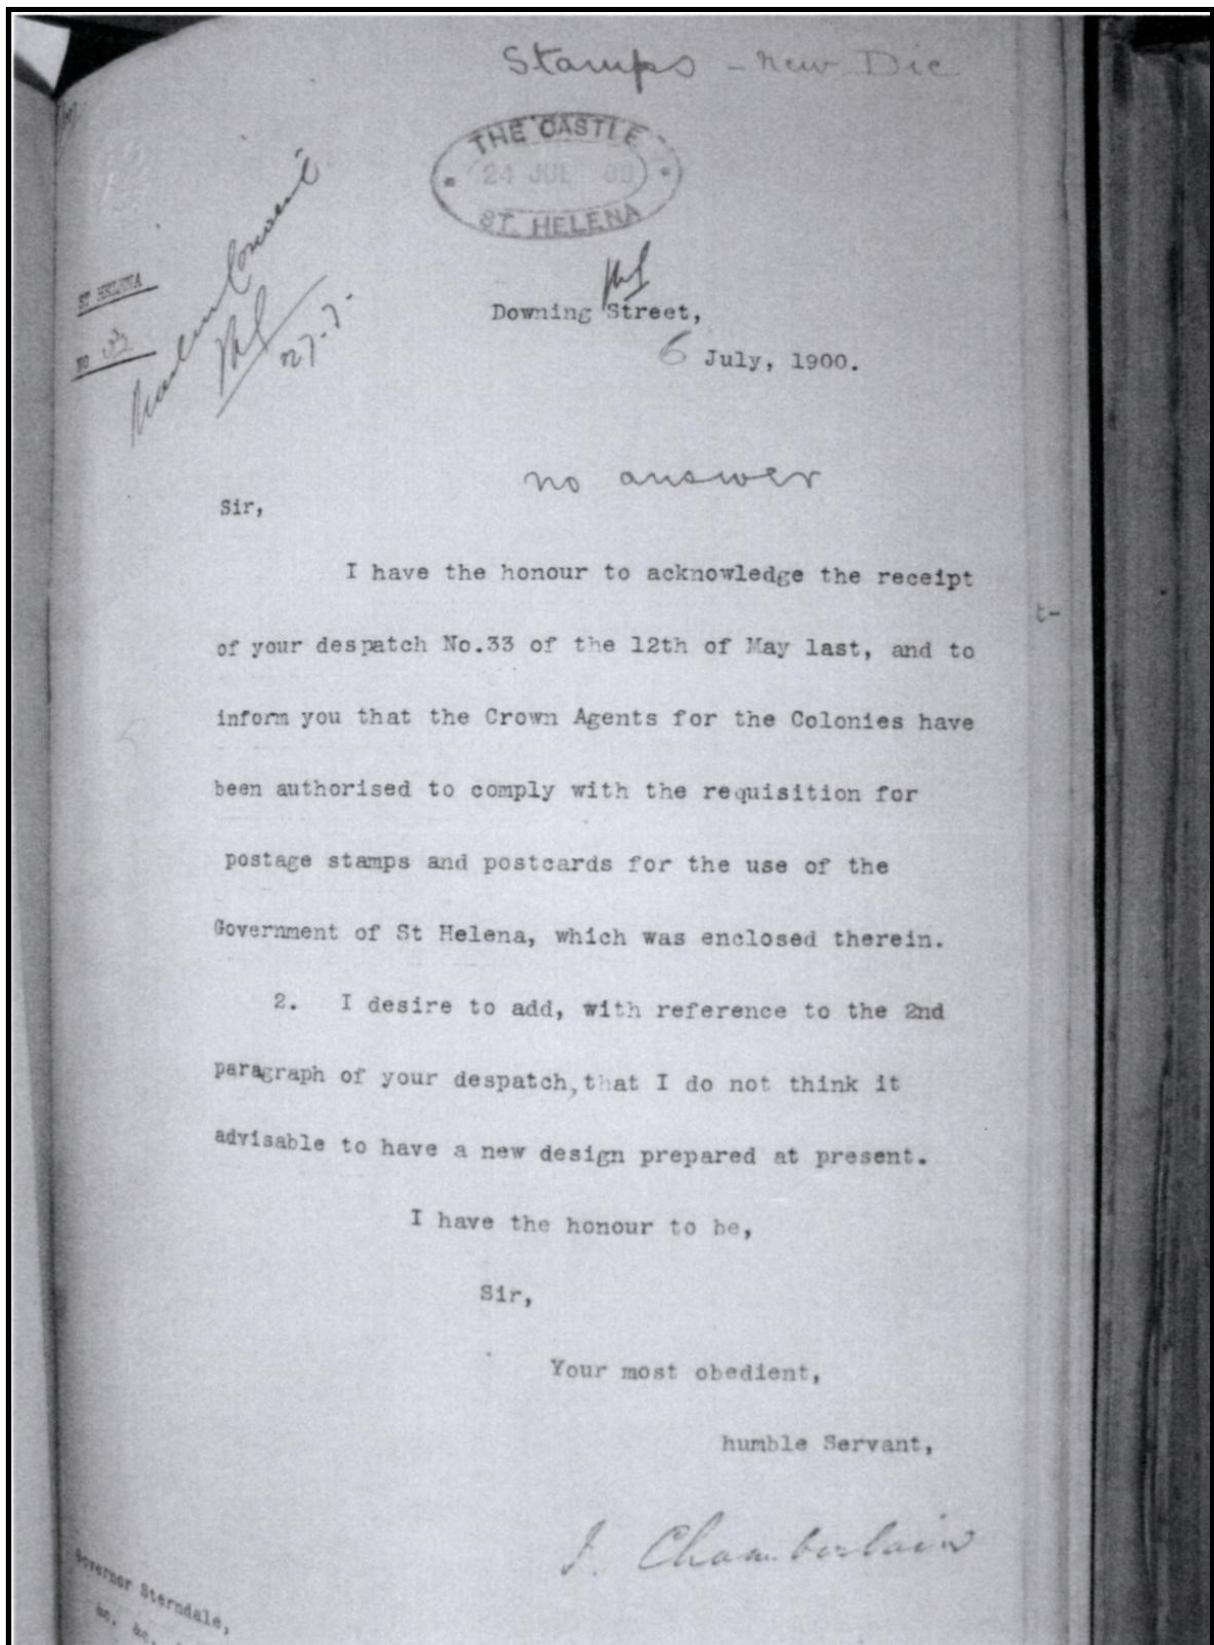 Stamps - New Die
THE CASTLE
24 JUL 00
ST. HELENA
ST HELENA
No
27.7.
Downing Street,
6 July, 1900.
no answer
Sir,
I have the honour to acknowledge the receipt
of your despatch No.33 of the 12th of May last, and to
inform you that the Crown Agents for the Colonies have
been authorised to comply with the requisition for
postage stamps and postcards for the use of the
Government of St Helena, which was enclosed therein.
2. I desire to add, with reference to the 2nd
paragraph of your despatch, that I do not think it
advisable to have a new design prepared at present.
I have the honour to be,
Sir,
Your most obedient,
humble Servant,
J. Chamberlain
Governor Sterndale,
&c. &c.
t-